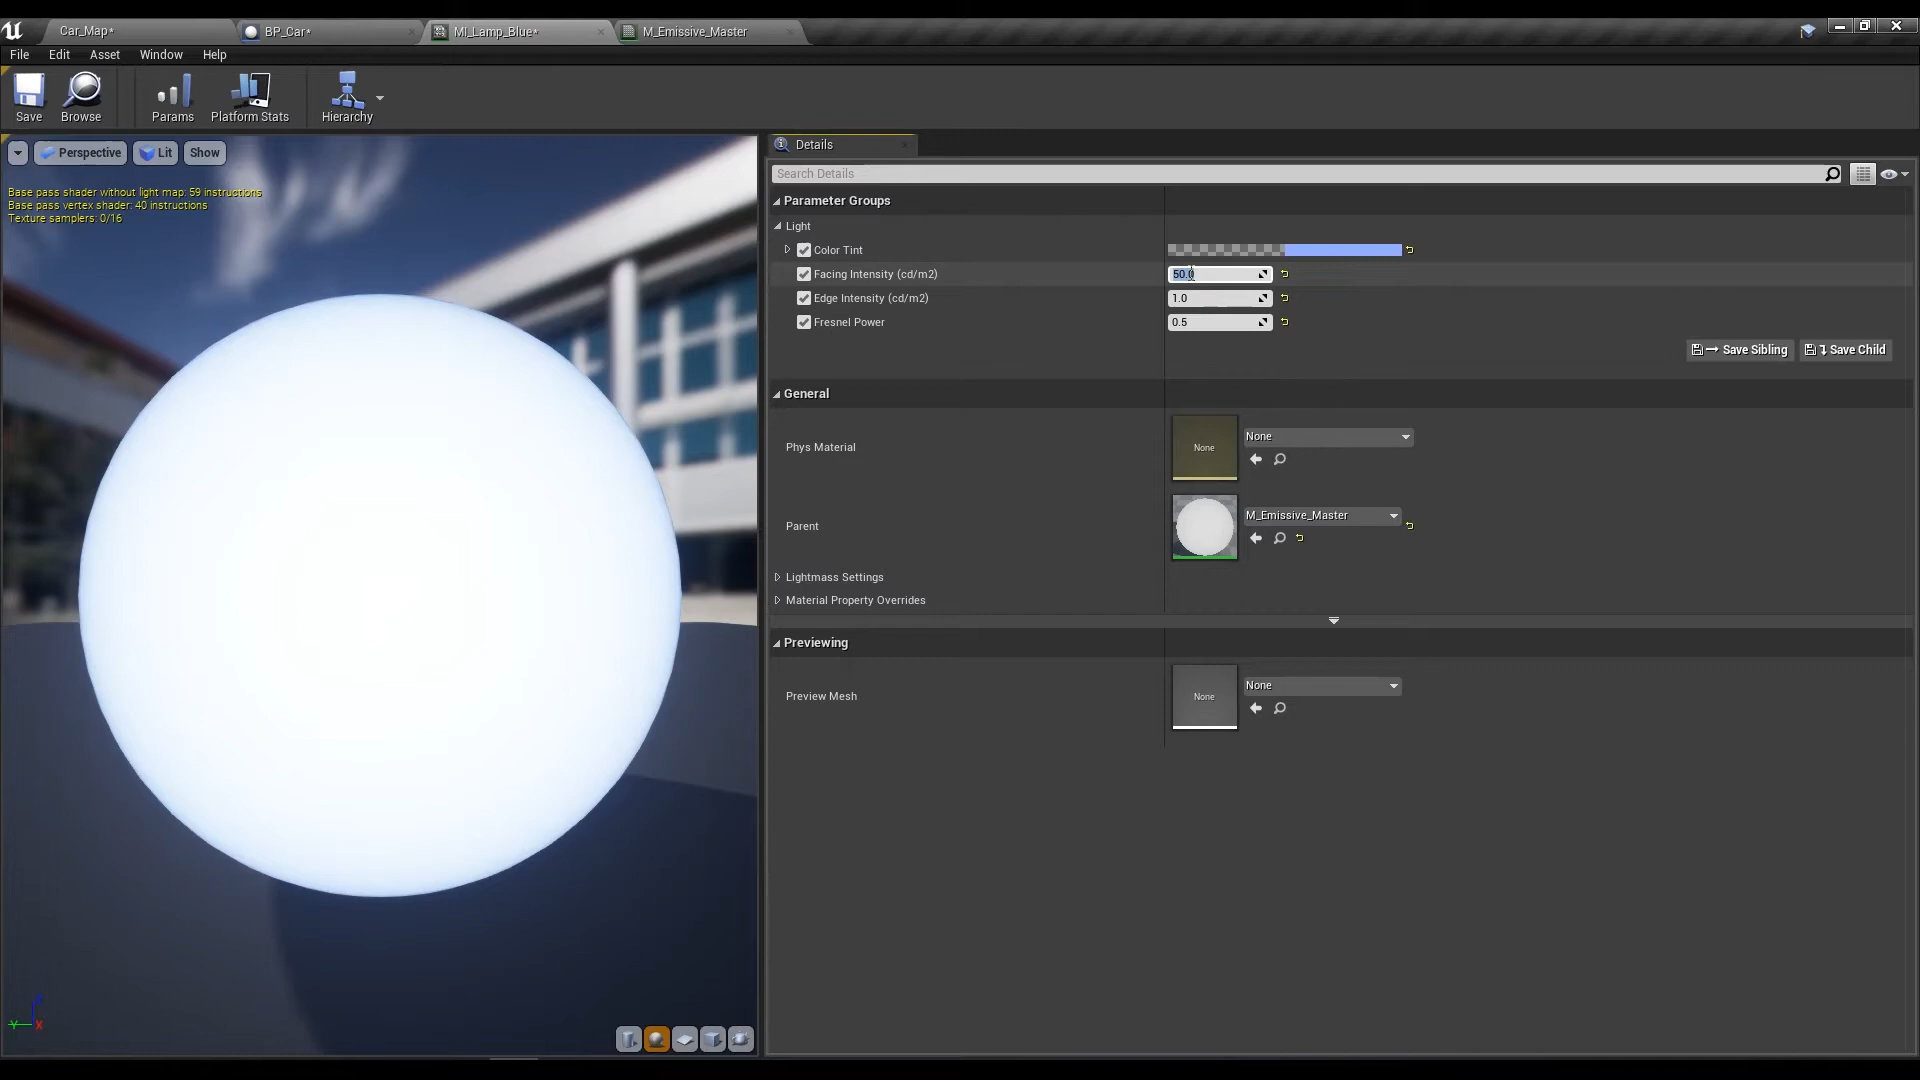 Car_Map*
BP_Car*
MI_Lamp_Blue*
M_Emissive_Master
File Edit Asset Window Help
Save
Browse
Params
Platform Stats
Hierarchy
Perspective
Lit
Show
Base pass shader without light map: 59 instructions
Base pass vertex shader: 40 instructions
Texture samplers: 0/16
Details
Search Details
Parameter Groups
Light
Color Tint
Facing Intensity (cd/m2)
50.0
Edge Intensity (cd/m2)
1.0
Fresnel Power
0.5
Save Sibling
Save Child
General
Phys Material
None
None
Parent
M_Emissive_Master
Lightmass Settings
Material Property Overrides
Previewing
Preview Mesh
None
None
Y
X